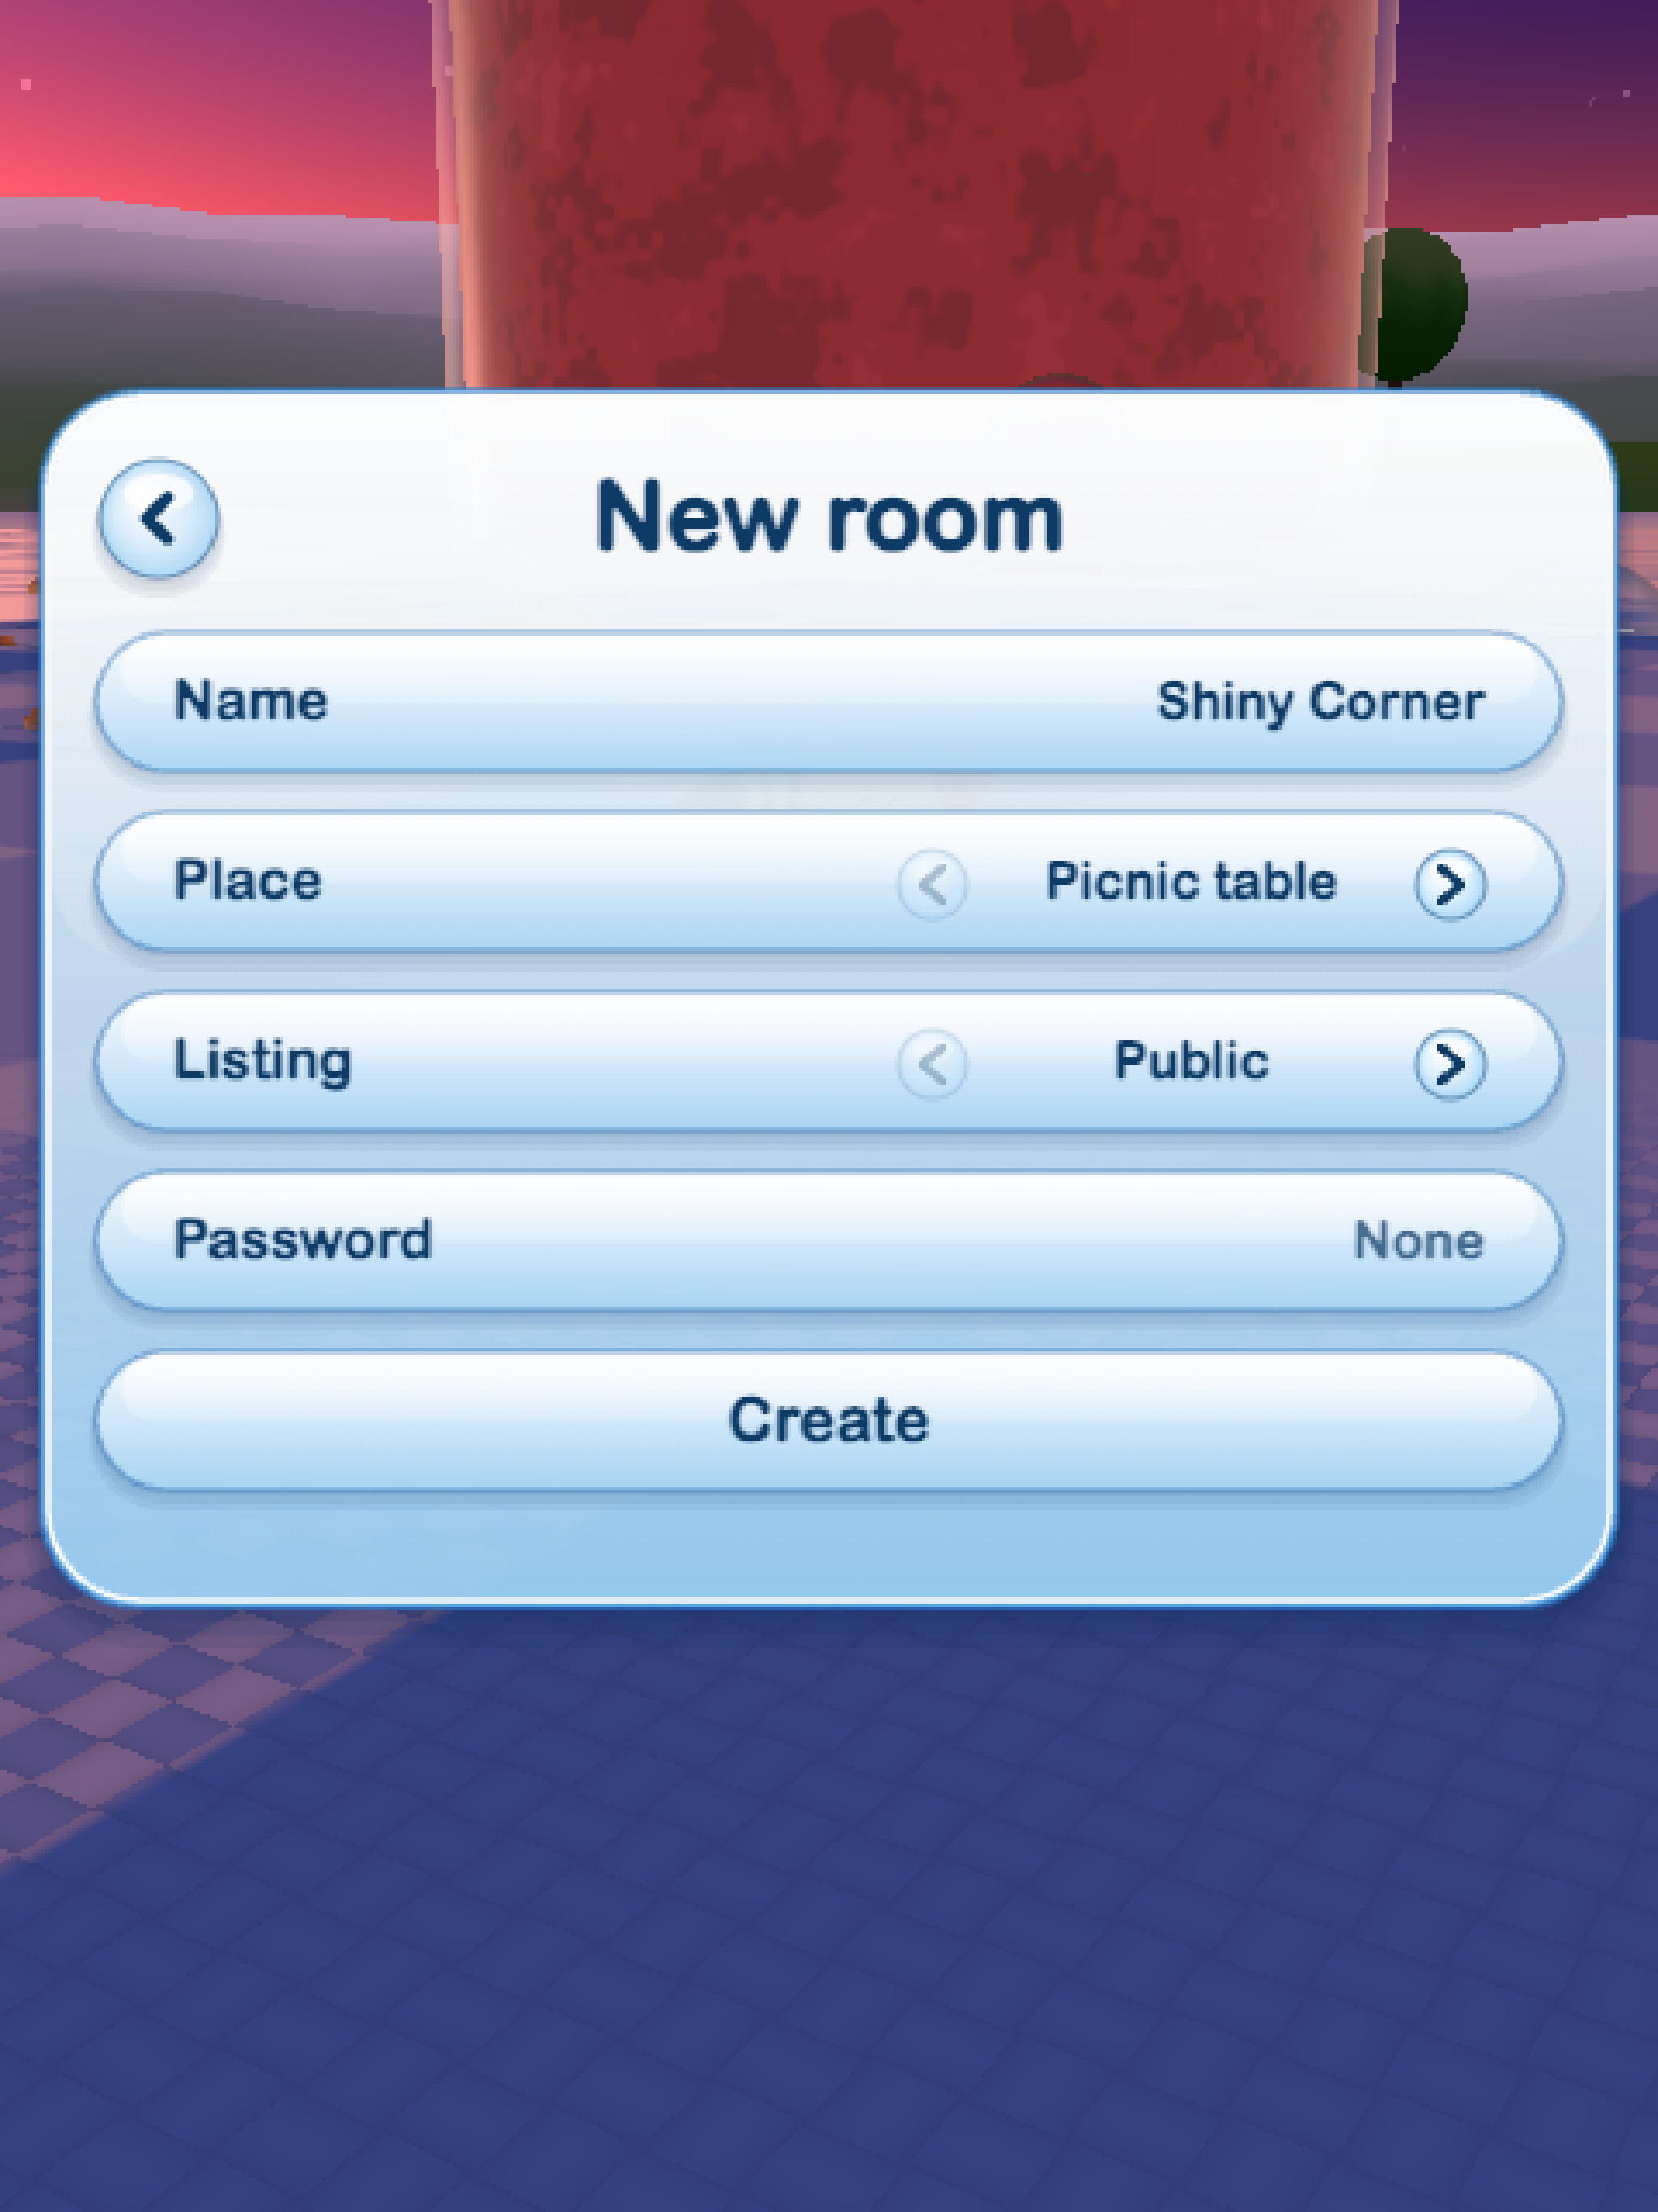 New room
Name Shiny Corner
Place Picnic table
Listing Public
Password None
Create